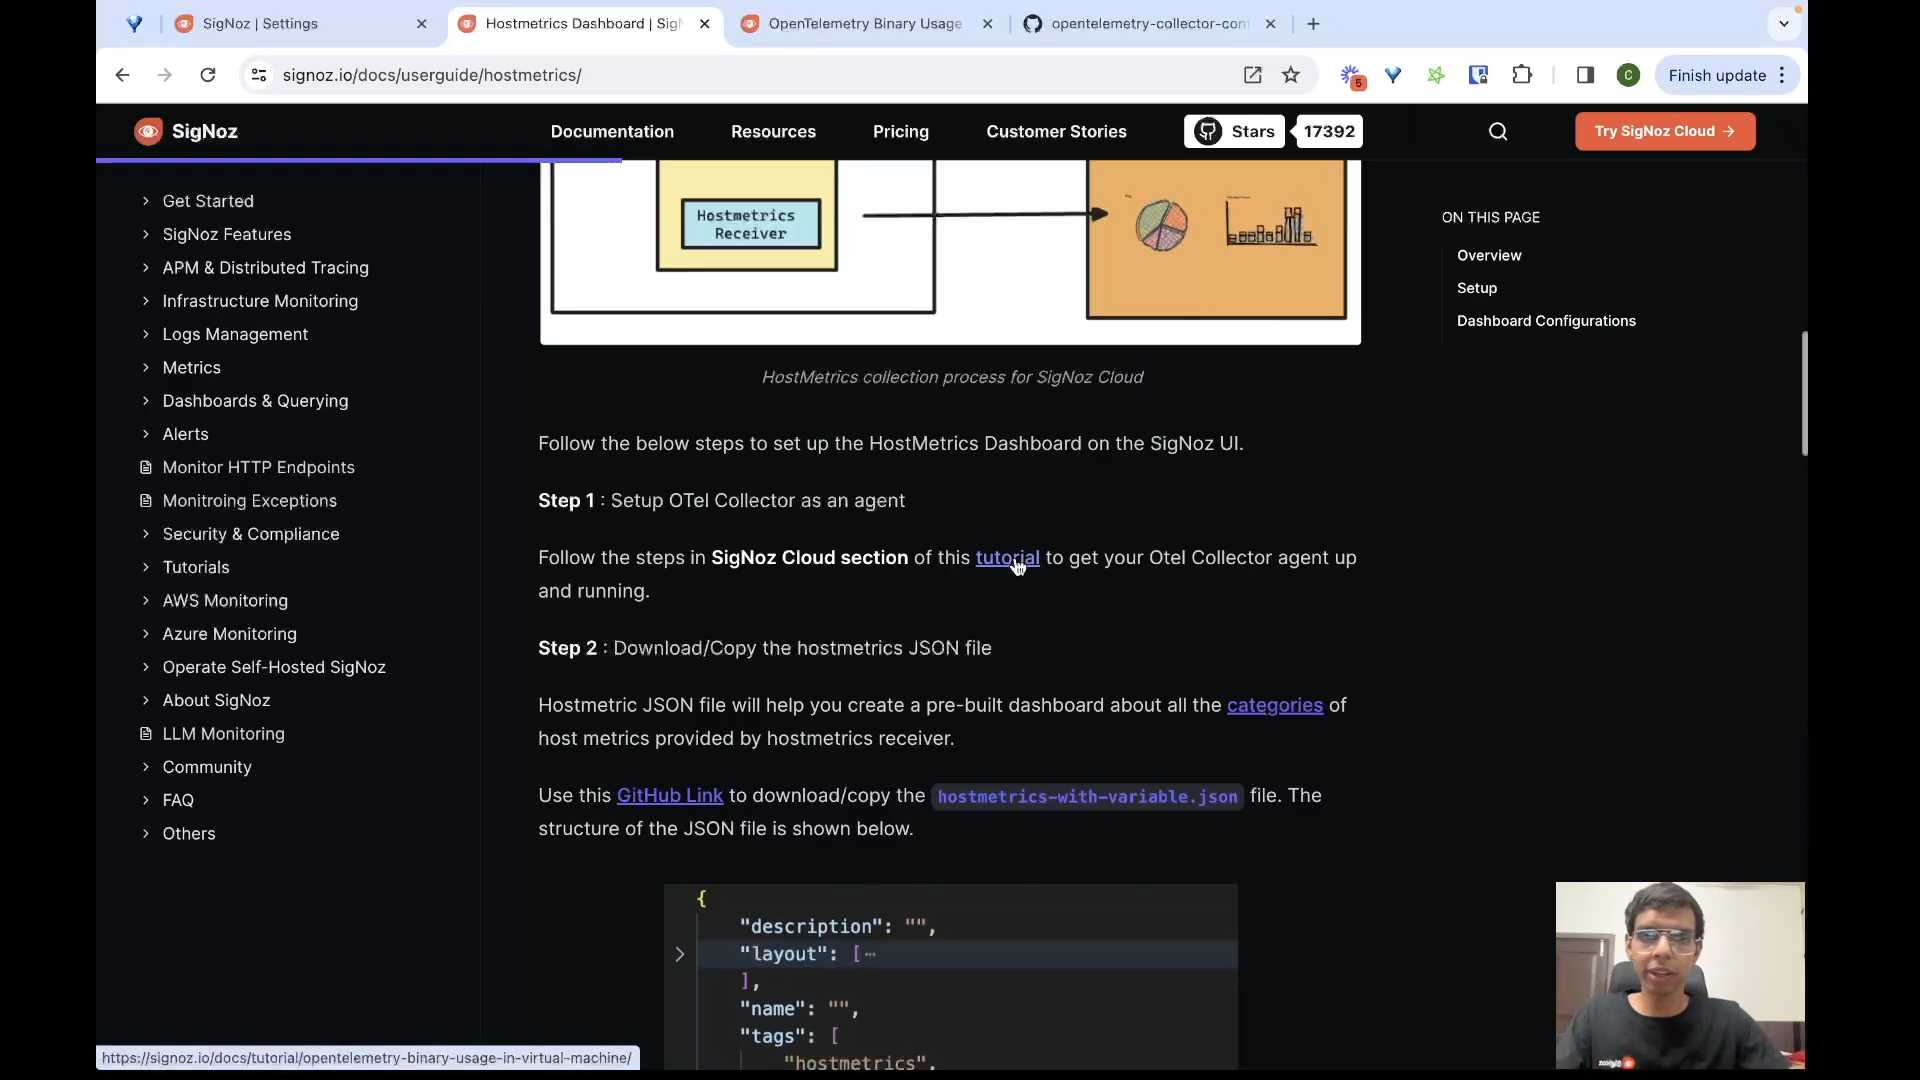 SigNoz | Settings
Hostmetrics Dashboard | Sig
OpenTelemetry Binary Usage
opentelemetry-collector-con
signoz.io/docs/userguide/hostmetrics/
5
C
Finish update
SigNoz
Documentation
Resources
Pricing
Customer Stories
Stars
17392
Try SigNoz Cloud →
Get Started
SigNoz Features
APM & Distributed Tracing
Infrastructure Monitoring
Logs Management
Metrics
Dashboards & Querying
Alerts
Monitor HTTP Endpoints
Monitroing Exceptions
Security & Compliance
Tutorials
AWS Monitoring
Azure Monitoring
Operate Self-Hosted SigNoz
About SigNoz
LLM Monitoring
Community
FAQ
Others
Hostmetrics
Receiver
HostMetrics collection process for SigNoz Cloud
Follow the below steps to set up the HostMetrics Dashboard on the SigNoz UI.
Step 1 : Setup OTel Collector as an agent
Follow the steps in SigNoz Cloud section of this tutorial to get your Otel Collector agent up
and running.
Step 2 : Download/Copy the hostmetrics JSON file
Hostmetric JSON file will help you create a pre-built dashboard about all the categories of
host metrics provided by hostmetrics receiver.
Use this GitHub Link to download/copy the hostmetrics-with-variable.json file. The
structure of the JSON file is shown below.
{
"description": "",
"layout": [⋯
],
"name": "",
"tags": [
"hostmetrics",
ON THIS PAGE
Overview
Setup
Dashboard Configurations
https://signoz.io/docs/tutorial/opentelemetry-binary-usage-in-virtual-machine/